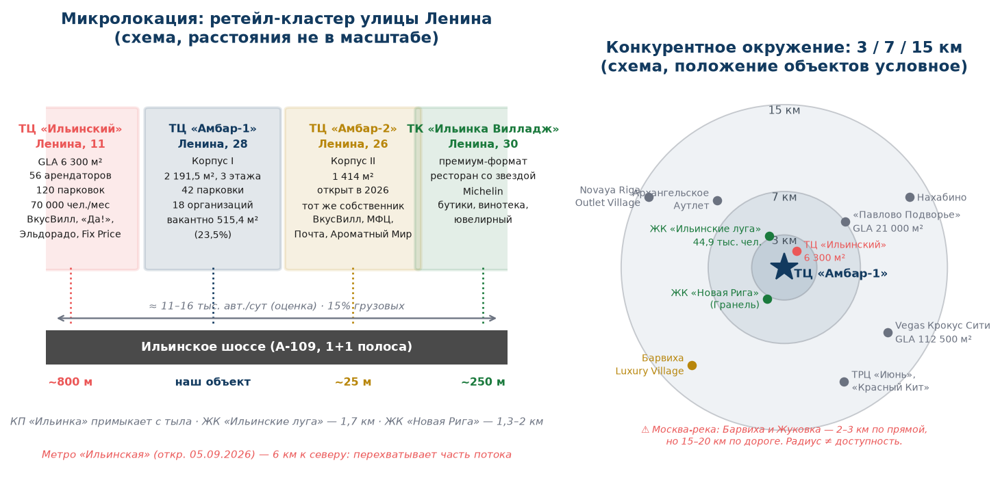 Микролокация: ретейл-кластер улицы Ленина
(схема, расстояния не в масштабе)
ТЦ «Ильинский»
Ленина, 11
GLA 6 300 м²
56 арендаторов
120 парковок
70 000 чел./мес
ВкусВилл, «Да!»,
Эльдорадо, Fix Price
ТЦ «Амбар-1»
Ленина, 28
Корпус I
2 191,5 м², 3 этажа
42 парковки
18 организаций
вакантно 515,4 м²
(23,5%)
ТЦ «Амбар-2»
Ленина, 26
Корпус II
1 414 м²
открыт в 2026
тот же собственник
ВкусВилл, МФЦ,
Почта, Ароматный Мир
ТК «Ильинка Вилладж»
Ленина, 30
премиум-формат
ресторан со звездой
Michelin
бутики, винотека,
ювелирный
≈ 11–16 тыс. авт./сут (оценка) · 15% грузовых
Ильинское шоссе (А-109, 1+1 полоса)
~800 м
наш объект
~25 м
~250 м
КП «Ильинка» примыкает с тыла · ЖК «Ильинские луга» — 1,7 км · ЖК «Новая Рига» — 1,3–2 км
Метро «Ильинская» (откр. 05.09.2026) — 6 км к северу: перехватывает часть потока
Конкурентное окружение: 3 / 7 / 15 км
(схема, положение объектов условное)
15 км
Novaya Riga
Outlet Village
Архангельское
Аутлет
7 км
Нахабино
«Павлово Подворье»
GLA 21 000 м²
ЖК «Ильинские луга»
44,9 тыс. чел.
3 км
ТЦ «Ильинский»
6 300 м²
ТЦ «Амбар-1»
ЖК «Новая Рига»
(Гранель)
Vegas Крокус Сити
GLA 112 500 м²
Барвиха
Luxury Village
ТРЦ «Июнь»,
«Красный Кит»
⚠ Москва-река: Барвиха и Жуковка — 2–3 км по прямой,
но 15–20 км по дороге. Радиус ≠ доступность.